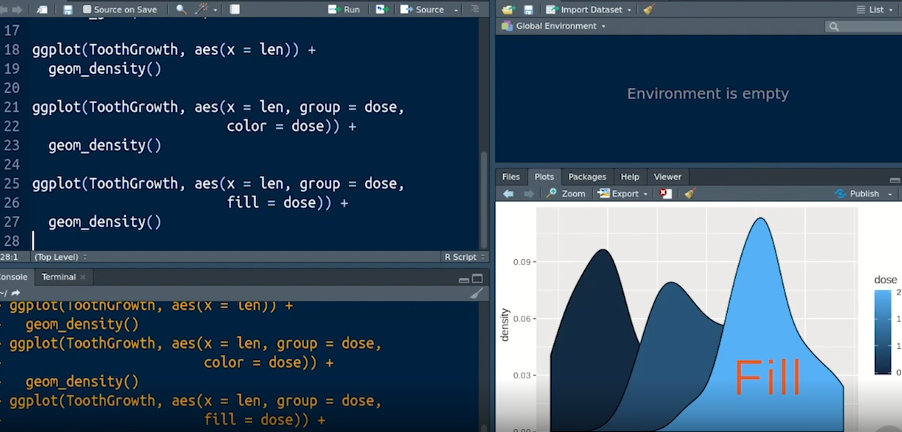 Source on Save
Run
Source
17
18 ggplot(ToothGrowth, aes(x = len)) +
19 geom_density()
20
21 ggplot(ToothGrowth, aes(x = len, group = dose,
22 color = dose)) +
23 geom_density()
24
25 ggplot(ToothGrowth, aes(x = len, group = dose,
26 fill = dose)) +
27 geom_density()
28
28:1 (Top Level) R Script
onsole Terminal
~/
ggplot(ToothGrowth, aes(x = len)) +
geom_density()
ggplot(ToothGrowth, aes(x = len, group = dose,
color = dose)) +
geom_density()
ggplot(ToothGrowth, aes(x = len, group = dose,
fill = dose)) +
Import Dataset
List
Global Environment
Environment is empty
Files Plots Packages Help Viewer
Zoom Export Publish
density
0.09
0.06
0.03
0.00
Fill
dose
2
1
1
0